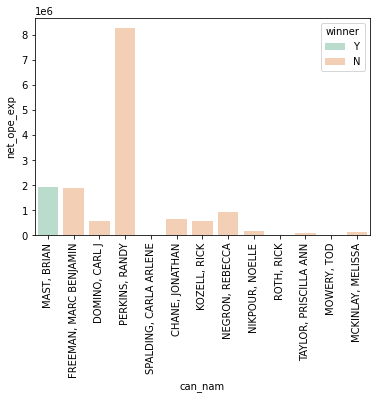 1e6
winner
Y
N
8
7
6
5
4
3
2
1
0
net_ope_exp
MAST, BRIAN
FREEMAN, MARC BENJAMIN
DOMINO, CARL J
PERKINS, RANDY
SPALDING, CARLA ARLENE
CHANE, JONATHAN
KOZELL, RICK
NEGRON, REBECCA
NIKPOUR, NOELLE
ROTH, RICK
TAYLOR, PRISCILLA ANN
MOWERY, TOD
MCKINLAY, MELISSA
can_nam